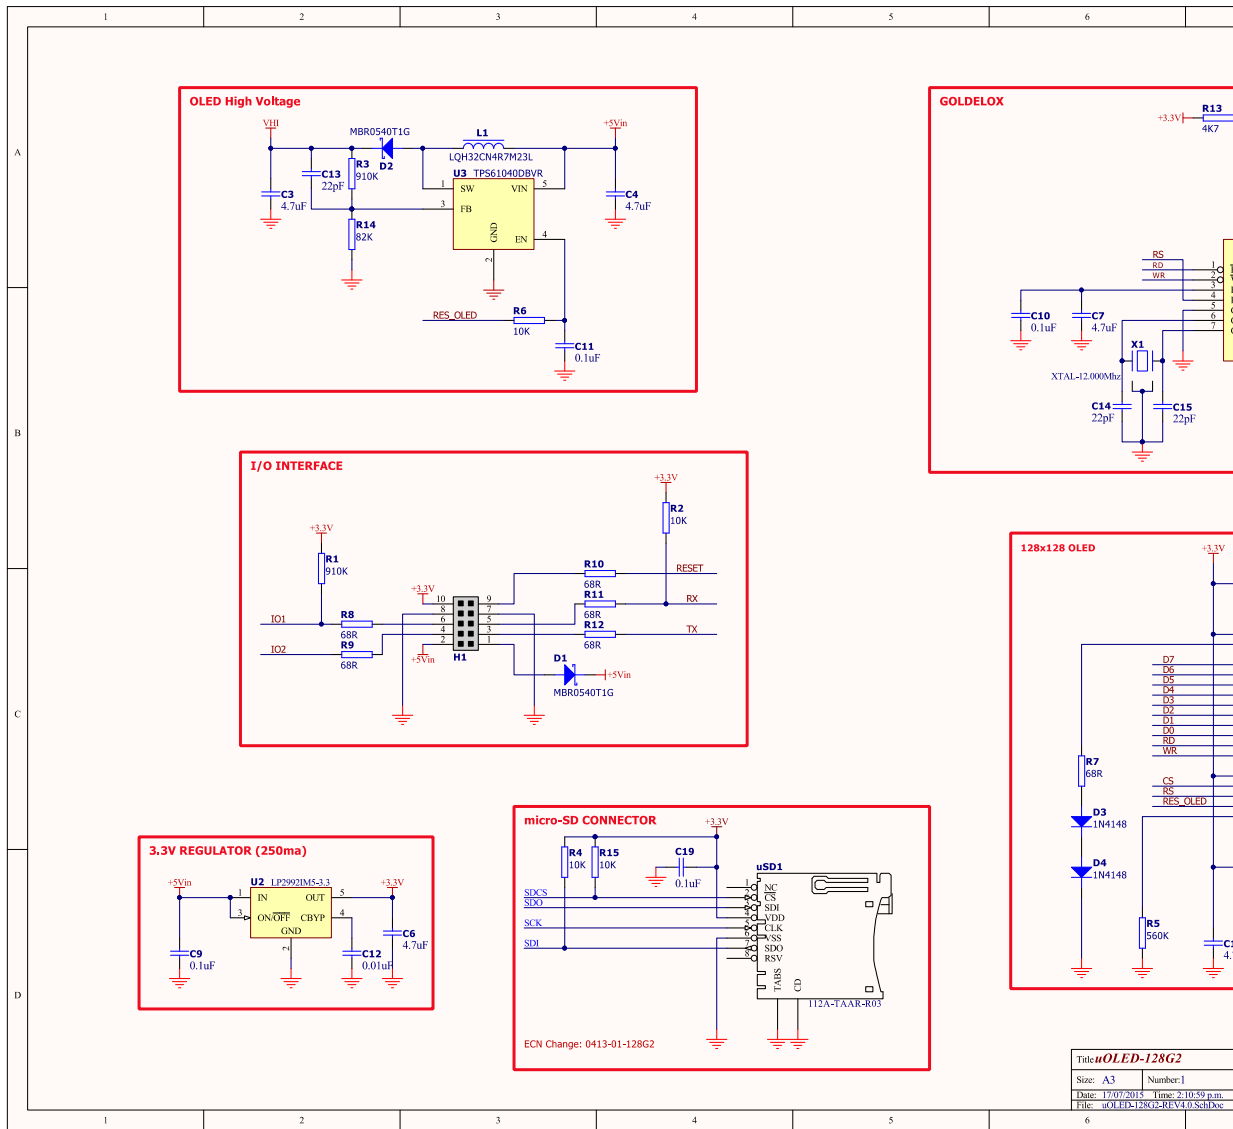 1 2 3 4 5 6
A
B
C
D
OLED High Voltage
VHI
MBR0540T1G
D2
L1
LQH32CN4R7M23L
+5Vin
C13
22pF
R3
910K
U3 TPS61040DBVR
1 SW VIN 5
3 FB
GND
2
EN 4
C3
4.7uF
R14
82K
C4
4.7uF
RES_OLED
R6
10K
C11
0.1uF
GOLDELOX
+3.3V
R13
4K7
RS
RD
WR
1
2
3
4
5
6
7
C10
0.1uF
C7
4.7uF
X1
XTAL-12.000Mhz
C14
22pF
C15
22pF
I/O INTERFACE
+3.3V
R2
10K
+3.3V
R1
910K
R10
68R
RESET
+3.3V
10 9
8 7
6 5
4 3
2 1
R11
68R
RX
IO1
R8
68R
R12
68R
TX
IO2
R9
68R
+5Vin
H1
D1
MBR0540T1G
+5Vin
128x128 OLED
+3.3V
D7
D6
D5
D4
D3
D2
D1
D0
RD
WR
CS
RS
RES_OLED
R7
68R
D3
1N4148
D4
1N4148
R5
560K
3.3V REGULATOR (250ma)
+5Vin
U2 LP2992IM5-3.3
+3.3V
1 IN OUT 5
3 ON/OFF CBYP 4
GND
2
C9
0.1uF
C12
0.01uF
C6
4.7uF
micro-SD CONNECTOR
+3.3V
R4
10K
R15
10K
C19
0.1uF
uSD1
SDCS
SDO
SCK
SDI
1 NC
CS
SDI
VDD
CLK
VSS
SDO
RSV
TABS
CD
112A-TAAR-R03
ECN Change: 0413-01-128G2
Title uOLED-128G2
Size: A3 Number:1
Date: 17/07/2015 Time: 2:10:59 p.m.
File: uOLED-128G2-REV4.0.SchDoc
1 2 3 4 5 6